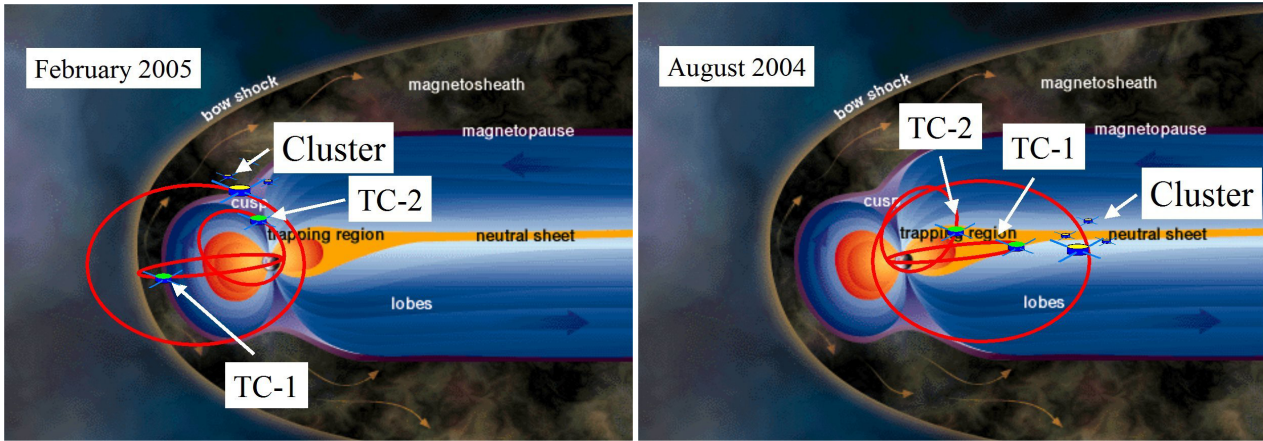 February 2005
bow shock
magnetosheath
magnetopause
Cluster
TC-2
cusp
trapping region
neutral sheet
lobes
TC-1
August 2004
bow shock
magnetosheath
TC-2
magnetopause
TC-1
Cluster
cusp
trapping region
neutral sheet
lobes